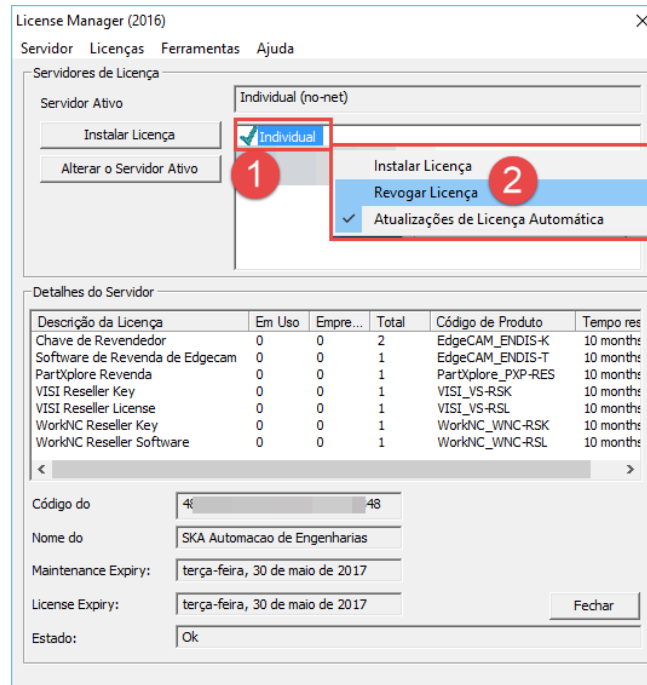 License Manager (2016)
Servidor Licenças Ferramentas Ajuda
Servidores de Licença
Servidor Ativo Individual (no-net)
Instalar Licença
Individual
1
Alterar o Servidor Ativo
Instalar Licença
Revogar Licença
2
Atualizações de Licença Automática
Detalhes do Servidor
Descrição da Licença Em Uso Empre... Total Código de Produto Tempo res
Chave de Revendedor 0 0 2 EdgeCAM_ENDIS-K 10 months
Software de Revenda de Edgecam 0 0 1 EdgeCAM_ENDIS-T 10 months
PartXplore Revenda 0 0 1 PartXplore_PXP-RES 10 months
VISI Reseller Key 0 0 1 VISI_VS-RSK 10 months
VISI Reseller License 0 0 1 VISI_VS-RSL 10 months
WorkNC Reseller Key 0 0 1 WorkNC_WNC-RSK 10 months
WorkNC Reseller Software 0 0 1 WorkNC_WNC-RSL 10 months
Código do 48 48
Nome do SKA Automacao de Engenharias
Maintenance Expiry: terça-feira, 30 de maio de 2017
License Expiry: terça-feira, 30 de maio de 2017
Fechar
Estado: Ok